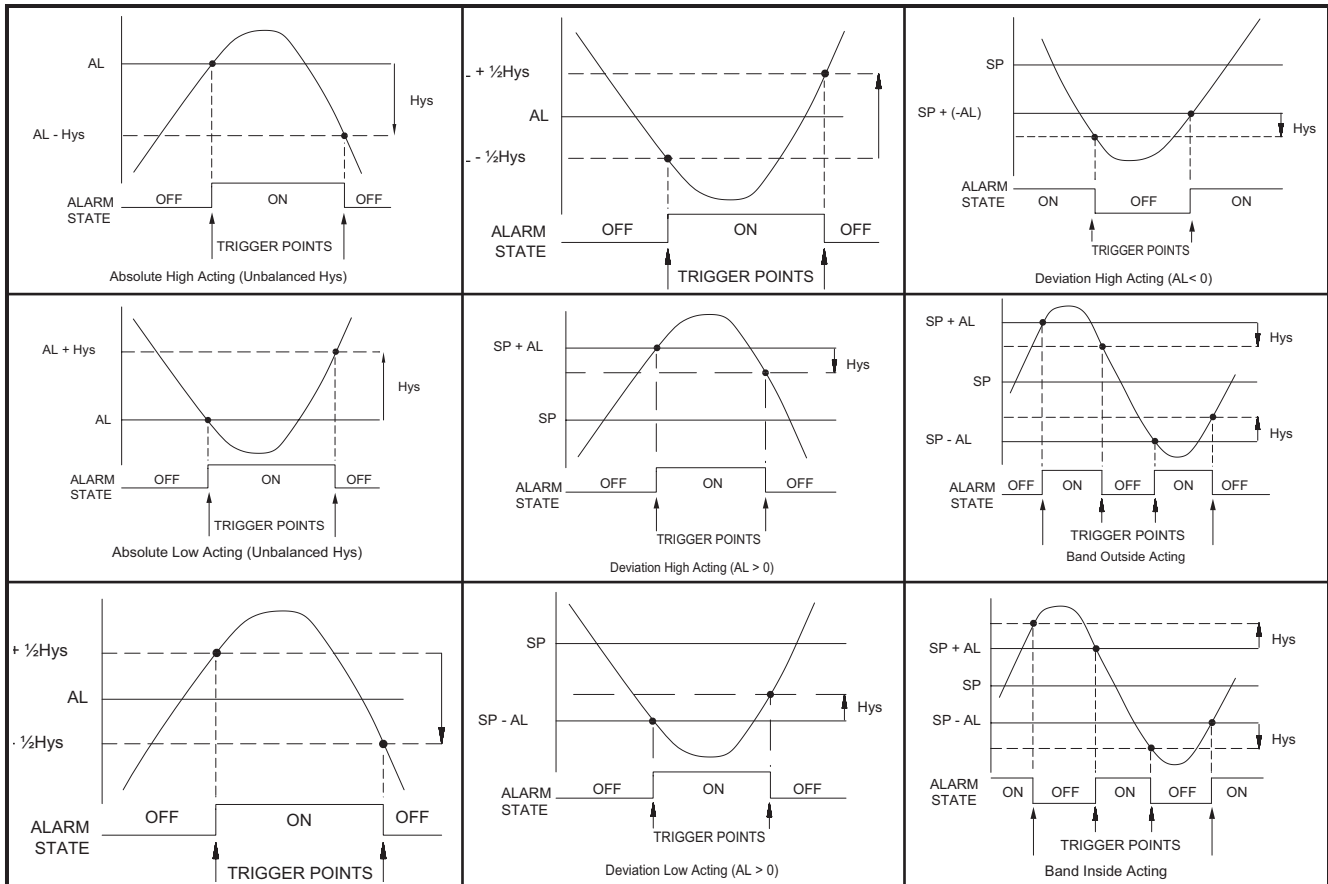 AL
Hys
AL - Hys
ALARM
STATE
OFF
ON
OFF
TRIGGER POINTS
Absolute High Acting (Unbalanced Hys)
+ ½Hys
AL
- ½Hys
ALARM
STATE
OFF
ON
OFF
TRIGGER POINTS
SP
SP + (-AL)
Hys
ALARM
STATE
ON
OFF
ON
TRIGGER POINTS
Deviation High Acting (AL< 0)
AL + Hys
Hys
AL
ALARM
STATE
OFF
ON
OFF
TRIGGER POINTS
Absolute Low Acting (Unbalanced Hys)
SP + AL
Hys
SP
ALARM
STATE
OFF
ON
OFF
TRIGGER POINTS
Deviation High Acting (AL > 0)
SP + AL
Hys
SP
SP - AL
Hys
ALARM
STATE
OFF
ON
OFF
ON
OFF
TRIGGER POINTS
Band Outside Acting
+ ½Hys
AL
- ½Hys
ALARM
STATE
OFF
ON
OFF
TRIGGER POINTS
SP
SP - AL
Hys
ALARM
STATE
OFF
ON
OFF
TRIGGER POINTS
Deviation Low Acting (AL > 0)
Hys
SP + AL
SP
SP - AL
Hys
ALARM
STATE
ON
OFF
ON
OFF
ON
TRIGGER POINTS
Band Inside Acting